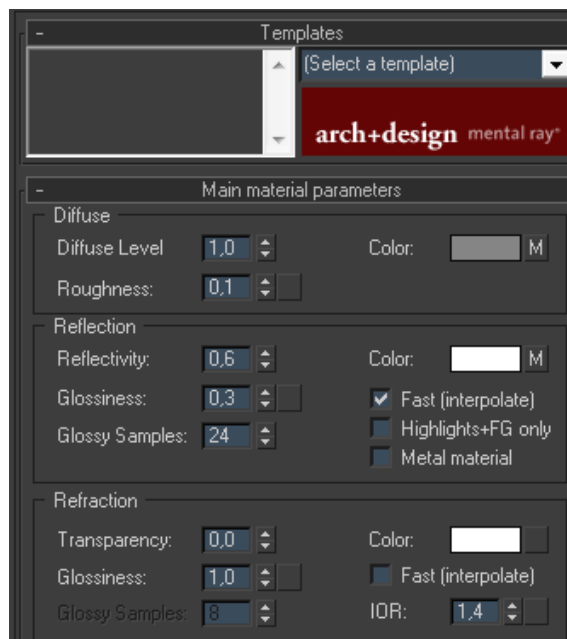 - Templates
(Select a template)
arch+design mental ray®
- Main material parameters
Diffuse
Diffuse Level 1,0 Color: M
Roughness: 0,1
Reflection
Reflectivity: 0,6 Color: M
Glossiness: 0,3 Fast (interpolate)
Glossy Samples: 24 Highlights+FG only
Metal material
Refraction
Transparency: 0,0 Color:
Glossiness: 1,0 Fast (interpolate)
Glossy Samples: 8 IOR: 1,4